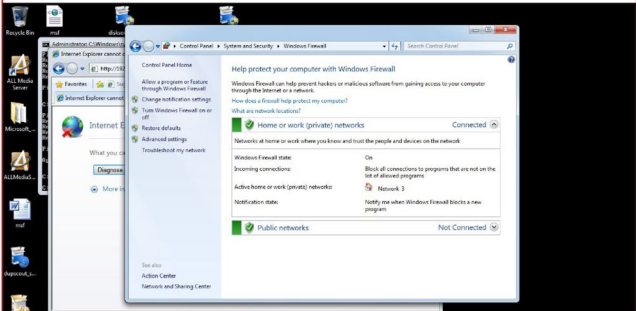 Recycle Bin
msf
Administrator: C:\Windows\
Internet Explorer cannot
http://
Favorites
Internet Explorer cannot
ALL Media
Server
Microsoft_...
ALLMediaS...
msf
dupscout_s...
Internet E
What you ca
Diagnose
More in
Control Panel
System and Security
Windows Firewall
Search Control Panel
Control Panel Home
Allow a program or feature
through Windows Firewall
Change notification settings
Turn Windows Firewall on or
off
Restore defaults
Advanced settings
Troubleshoot my network
See also
Action Center
Network and Sharing Center
Help protect your computer with Windows Firewall
Windows Firewall can help prevent hackers or malicious software from gaining access to your computer
through the Internet or a network.
How does a firewall help protect my computer?
What are network locations?
Home or work (private) networks Connected
Networks at home or work where you know and trust the people and devices on the network
Windows Firewall state: On
Incoming connections: Block all connections to programs that are not on the
list of allowed programs
Active home or work (private) networks: Network 3
Notification state: Notify me when Windows Firewall blocks a new
program
Public networks Not Connected